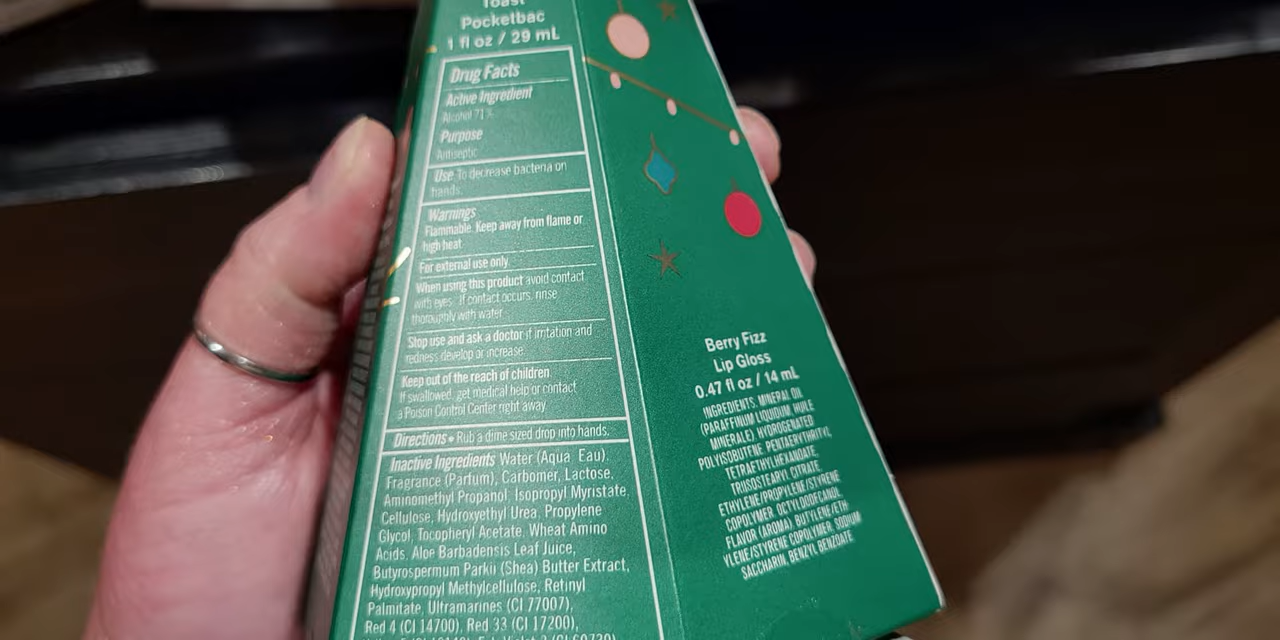 Toast
Pocketbac
1 fl oz / 29 mL
Drug Facts
Active Ingredient
Alcohol 71%
Purpose
Antiseptic
Use To decrease bacteria on
hands.
Warnings
Flammable. Keep away from flame or
high heat
For external use only.
When using this product avoid contact
with eyes. If contact occurs, rinse
thoroughly with water
Stop use and ask a doctor if irritation and
redness develop or increase
Keep out of the reach of children.
If swallowed, get medical help or contact
a Poison Control Center right away
Directions • Rub a dime sized drop into hands.
Inactive Ingredients Water (Aqua, Eau),
Fragrance (Parfum), Carbomer, Lactose,
Aminomethyl Propanol, Isopropyl Myristate,
Cellulose, Hydroxyethyl Urea, Propylene
Glycol, Tocopheryl Acetate, Wheat Amino
Acids, Aloe Barbadensis Leaf Juice,
Butyrospermum Parkii (Shea) Butter Extract,
Hydroxypropyl Methylcellulose, Retinyl
Palmitate, Ultramarines (CI 77007),
Red 4 (CI 14700), Red 33 (CI 17200),
Berry Fizz
Lip Gloss
0.47 fl oz / 14 mL
INGREDIENTS: MINERAL OIL
(PARAFFINUM LIQUIDUM, HUILE
MINERALE), HYDROGENATED
POLYISOBUTENE, PENTAERYTHRITYL
TETRAETHYLHEXANOATE,
TRIISOSTEARYL CITRATE,
ETHYLENE/PROPYLENE/STYRENE
COPOLYMER, OCTYLDODECANOL,
FLAVOR (AROMA), BUTYLENE/ETH
YLENE/STYRENE COPOLYMER, SODIUM
SACCHARIN, BENZYL BENZOATE